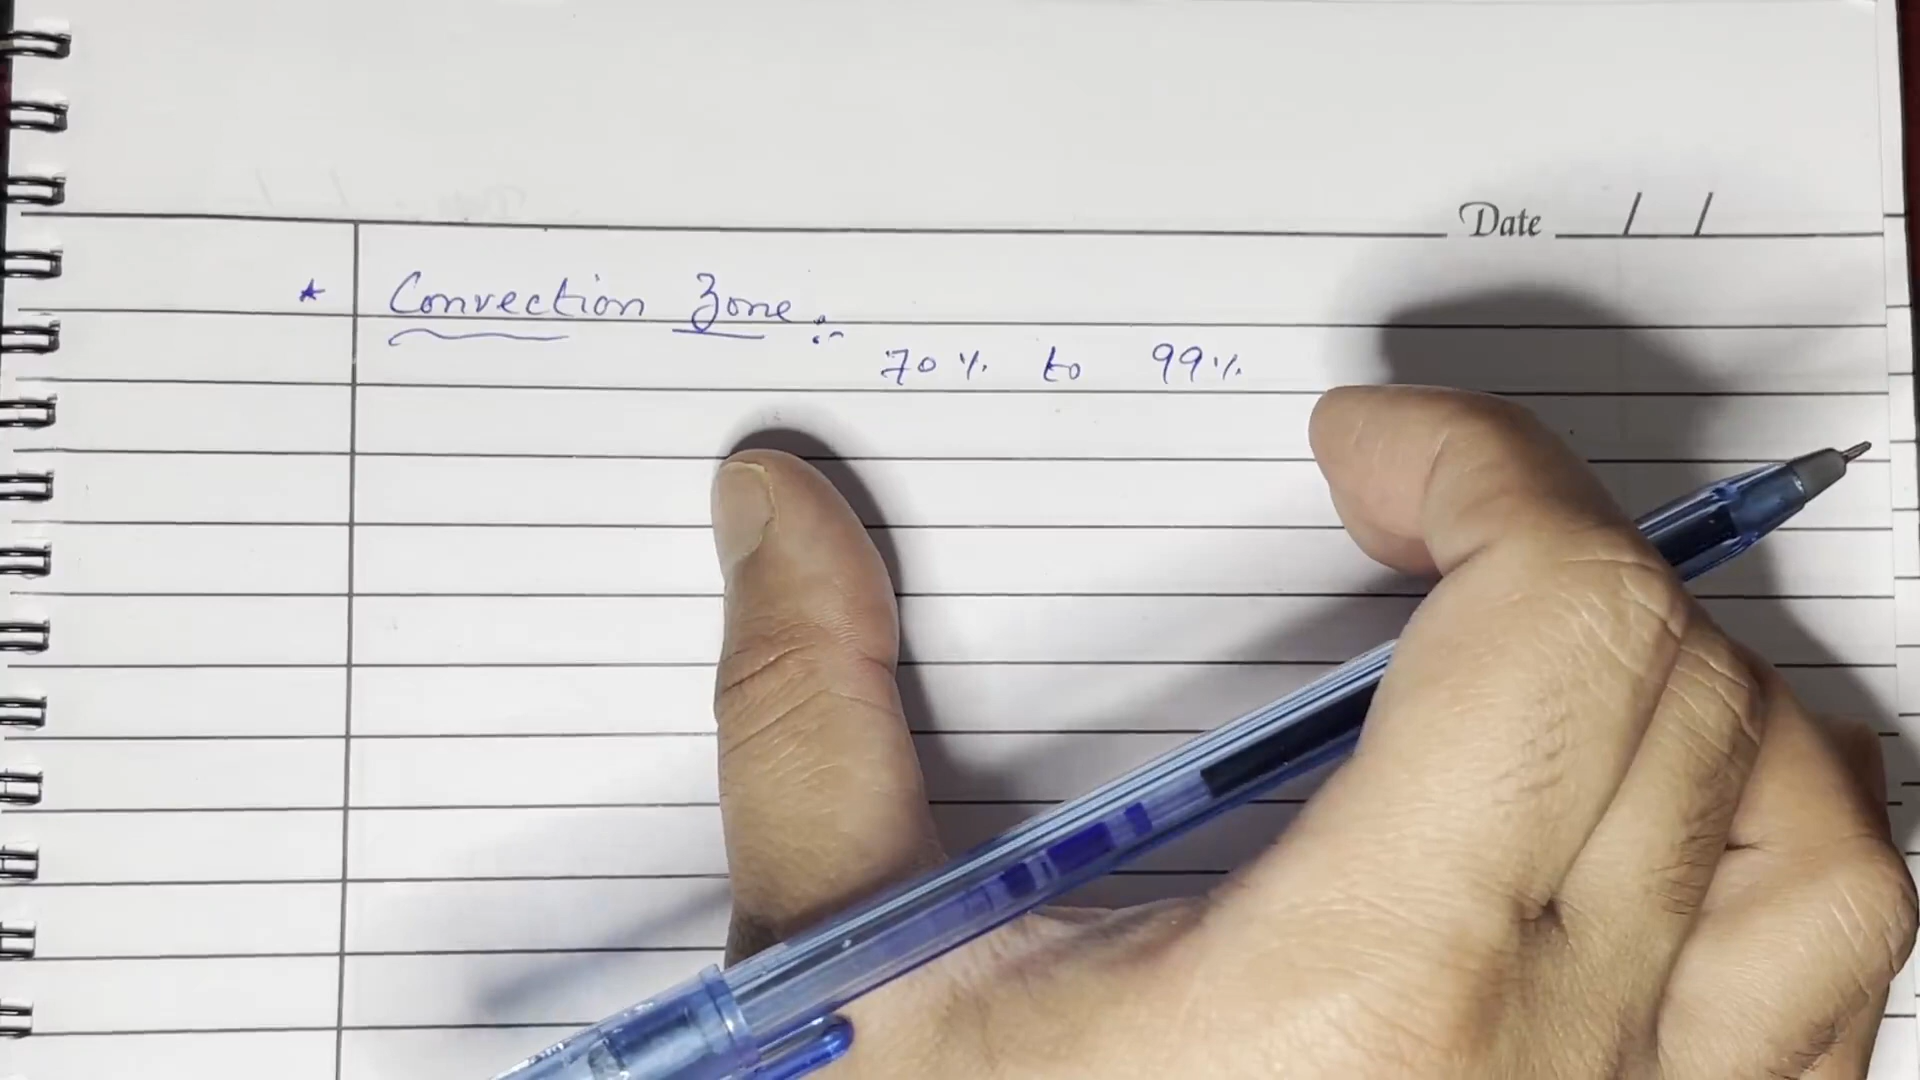 Date / /
* Convection Zone :-
70% to 99%